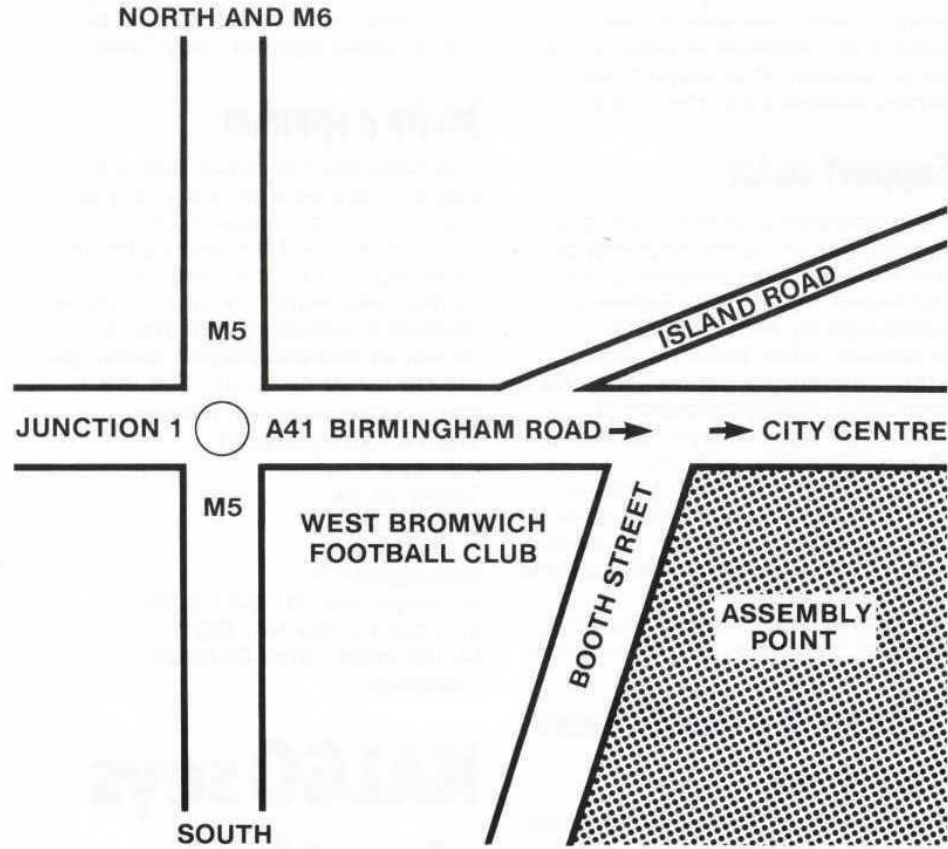 NORTH AND M6
ISLAND ROAD
M5
JUNCTION 1
A41 BIRMINGHAM ROAD
CITY CENTRE
M5
WEST BROMWICH
FOOTBALL CLUB
BOOTH STREET
ASSEMBLY
POINT
SOUTH